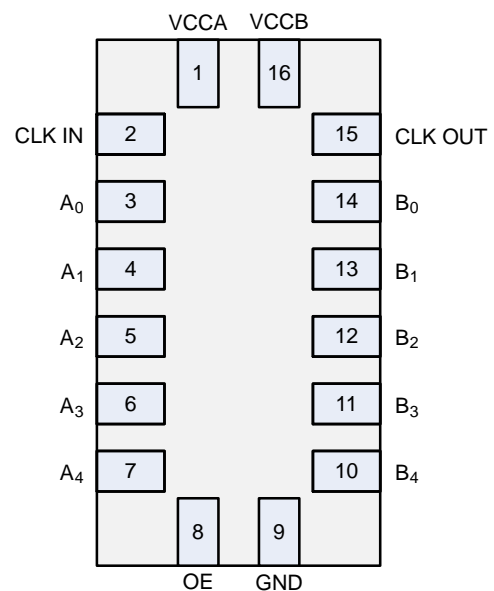 VCCA VCCB
1 16
CLK IN 2 15 CLK OUT
A0 3 14 B0
A1 4 13 B1
A2 5 12 B2
A3 6 11 B3
A4 7 10 B4
8 9
OE GND